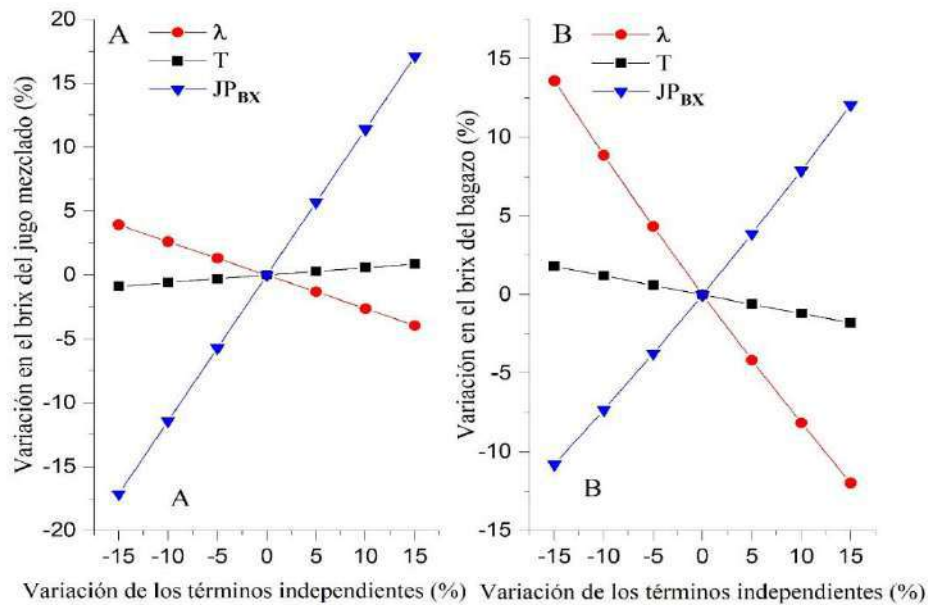 A
λ
T
JP_BX
Variación en el brix del jugo mezclado (%)
20
15
10
5
0
-5
-10
-15
-20
A
-15 -10 -5 0 5 10 15
Variación de los términos independientes (%)
B
λ
T
JP_BX
Variación en el brix del bagazo (%)
15
10
5
0
-5
-10
-15
B
-15 -10 -5 0 5 10 15
Variación de los términos independientes (%)